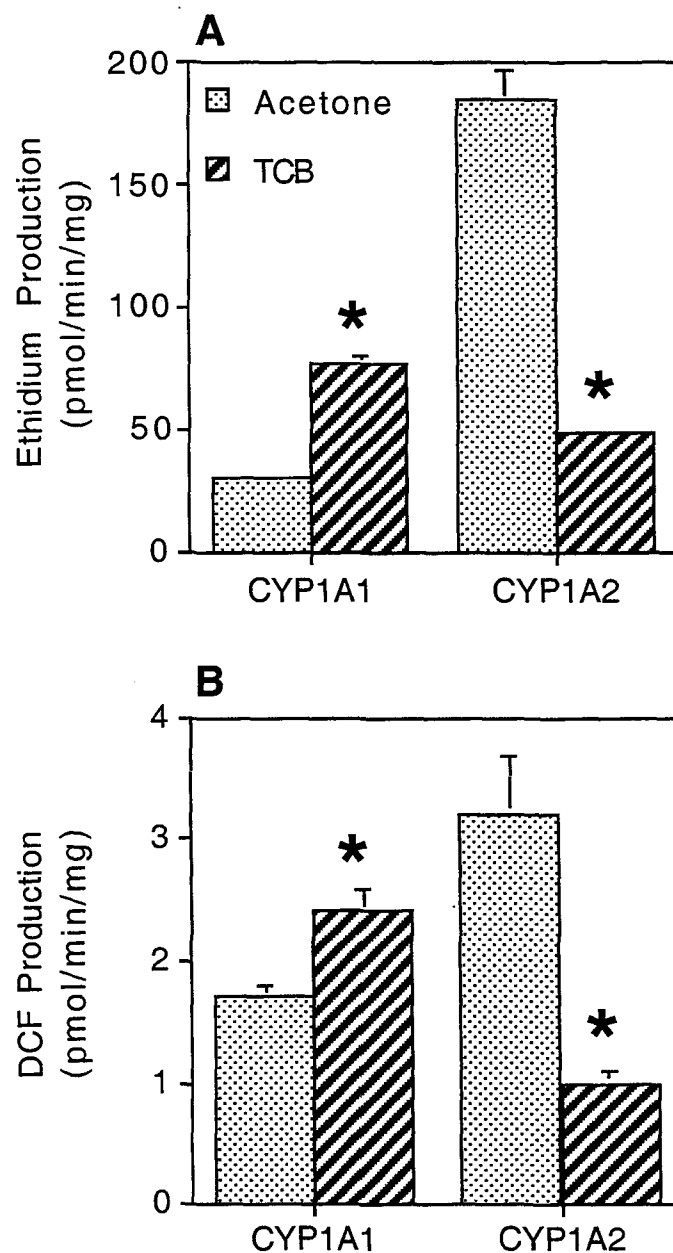 A
Ethidium Production
(pmol/min/mg)
200
150
100
50
0
Acetone
TCB
*
*
CYP1A1
CYP1A2
B
DCF Production
(pmol/min/mg)
4
3
2
1
0
*
*
CYP1A1
CYP1A2